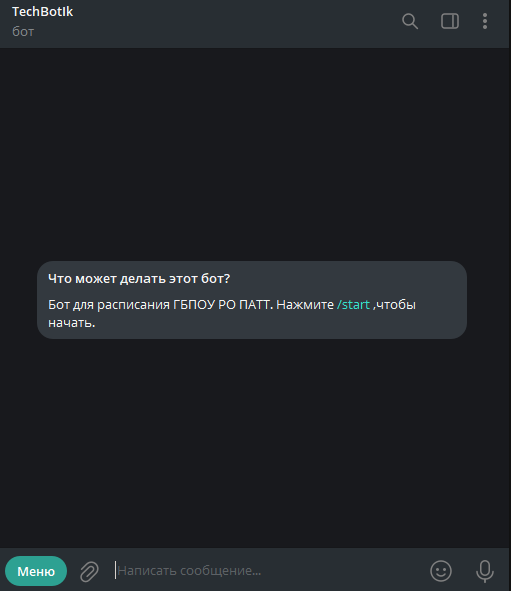 TechBotIk
бот
Что может делать этот бот?
Бот для расписания ГБПОУ РО ПАТТ. Нажмите /start ,чтобы
начать.
Меню
Написать сообщение...